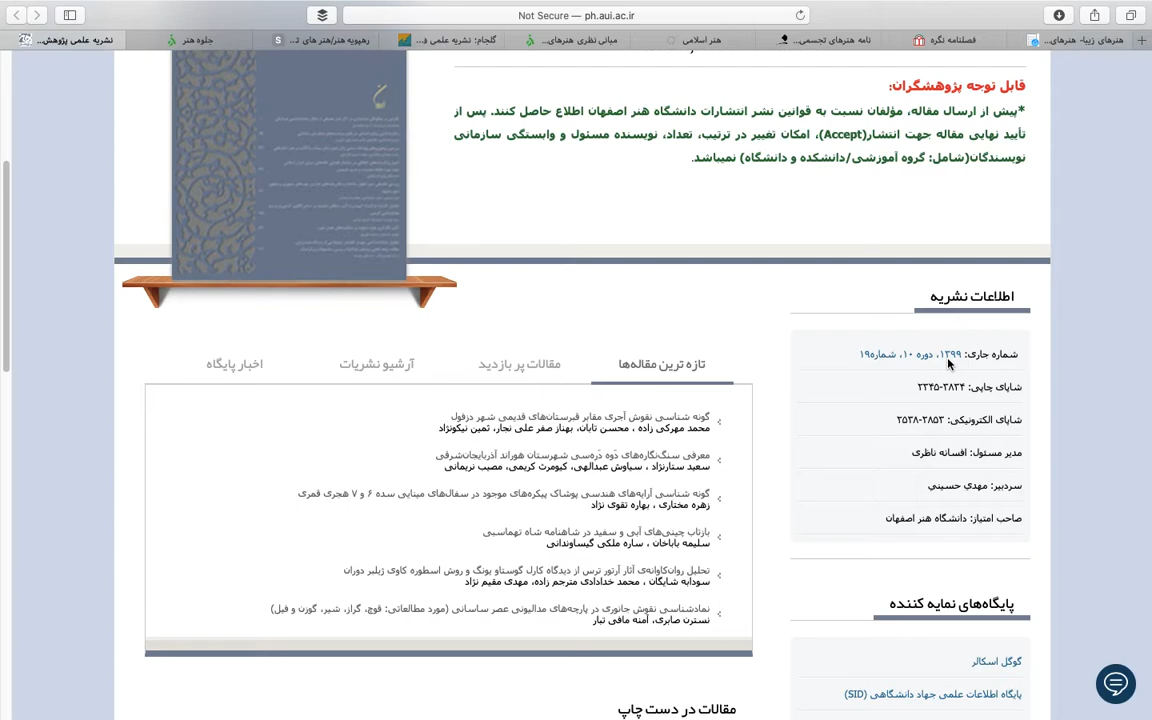 Not Secure — ph.aui.ac.ir
هنرهای زیبا- هنرهای...
فصلنامه نگره
نامه هنرهای تجسمی...
هنر اسلامی
مبانی نظری هنرهای...
گلجام: نشریه علمی ف...
رهپویه هنر/هنر های ت...
جلوه هنر
نشریه علمی پژوهش...
قابل توجه پژوهشگران:
*پیش از ارسال مقاله، مؤلفان نسبت به قوانین نشر انتشارات دانشگاه هنر اصفهان اطلاع حاصل کنند. پس از
تأیید نهایی مقاله جهت انتشار(Accept)، امکان تغییر در ترتیب، تعداد، نویسنده مسئول و وابستگی سازمانی
نویسندگان(شامل: گروه آموزشی/دانشکده و دانشگاه) نمیباشد.
اطلاعات نشریه
شماره جاری: ۱۳۹۹، دوره ۱۰، شماره۱۹
شاپای چاپی: ۳۸۳۴-۲۳۴۵
شاپای الکترونیکی: ۳۸۵۳-۲۵۳۸
مدیر مسئول: افسانه ناظری
سردبیر: مهدي حسيني
صاحب امتیاز: دانشگاه هنر اصفهان
پایگاه‌های نمایه کننده
گوگل اسکالر
پایگاه اطلاعات علمی جهاد دانشگاهی (SID)
تازه ترین مقاله‌ها
مقالات پر بازدید
آرشیو نشریات
اخبار پایگاه
گونه شناسی نقوش آجری مقابر قبرستان‌های قدیمی شهر دزفول
محمد مهرکی زاده ، محسن تابان، بهناز صفر علی نجار، ثمین نیکونژاد
معرفی سنگ‌نگاره‌های دَوه دَرَه‌سی شهرستان هوراند آذربایجان‌شرقی
سعید ستارنژاد ، سیاوش عبدالهی، کیومرث کریمی، مصیب نریمانی
گونه شناسی آرایه‌های هندسی پوشاک پیکره‌های موجود در سفال‌های مینایی سده ۶ و ۷ هجری قمری
زهره مختاری ، بهاره تقوی نژاد
بازتاب چینی‌های آبی و سفید در شاهنامه شاه تهماسبی
سلیمه باباخان ، ساره ملکی گیساوندانی
تحلیل روان‌کاوانه‌ی آثار آرتور ترس از دیدگاه کارل گوستاو یونگ و روش اسطوره کاوی ژیلبر دوران
سودابه شایگان ، محمد خدادادی مترجم زاده، مهدی مقیم نژاد
نمادشناسی نقوش جانوری در پارچه‌های مدالیونی عصر ساسانی (مورد مطالعاتی: قوچ، گراز، شیر، گوزن و فیل)
نسترن صابری، آمنه مافی تبار
مقالات در دست چاپ